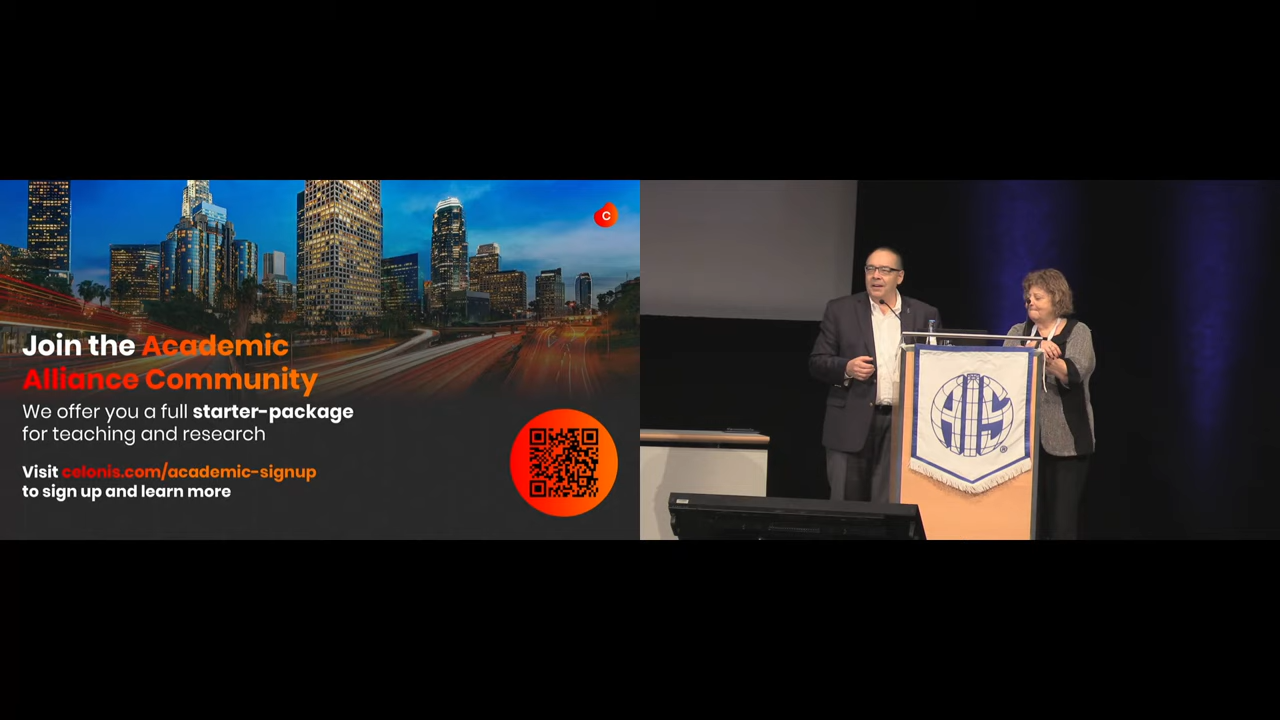 C
Join the Academic
Alliance Community
We offer you a full starter-package
for teaching and research
Visit celonis.com/academic-signup
to sign up and learn more
AIS
®